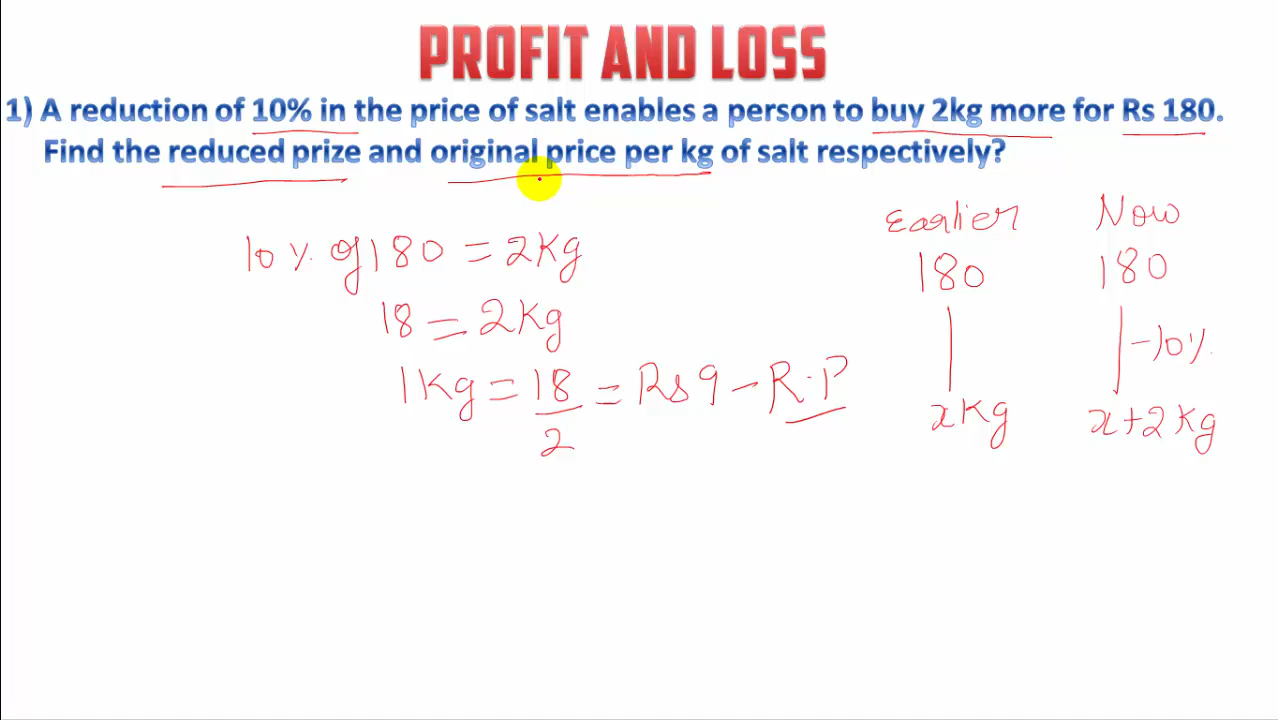 PROFIT AND LOSS
1) A reduction of 10% in the price of salt enables a person to buy 2kg more for Rs 180.
Find the reduced prize and original price per kg of salt respectively?
Earlier Now
10% of 180 = 2Kg 180 180
18 = 2Kg -10%
1Kg = 18/2 = Rs 9 - R.P
xKg x+2Kg